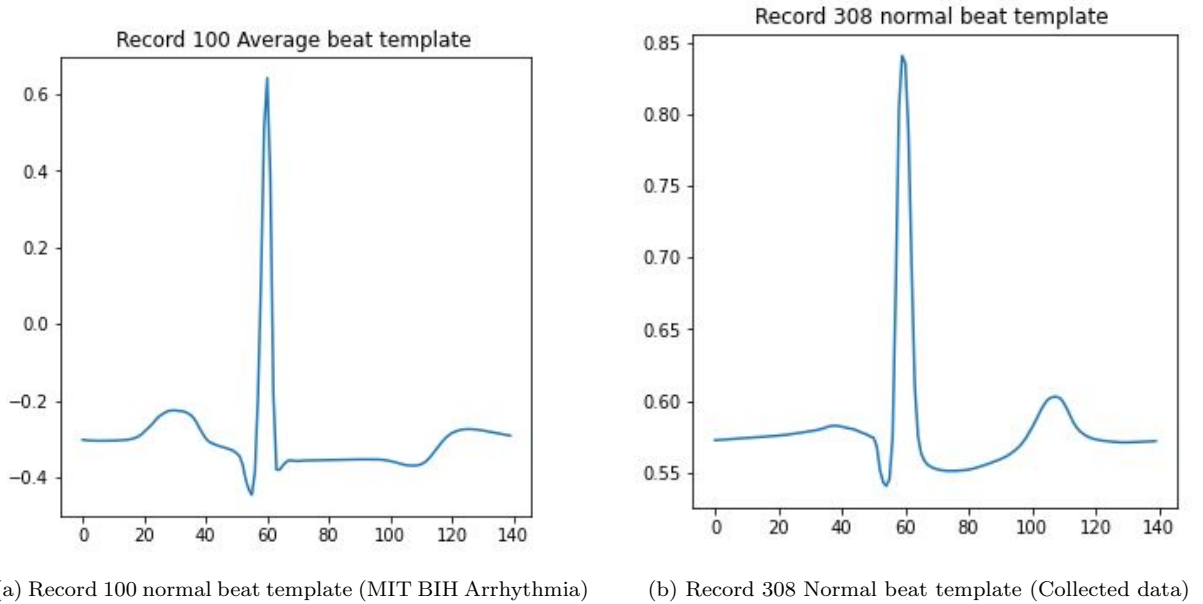 Record 100 Average beat template
0.6
0.4
0.2
0.0
−0.2
−0.4
0 20 40 60 80 100 120 140
a) Record 100 normal beat template (MIT BIH Arrhythmia)
Record 308 normal beat template
0.85
0.80
0.75
0.70
0.65
0.60
0.55
0 20 40 60 80 100 120 140
(b) Record 308 Normal beat template (Collected data)